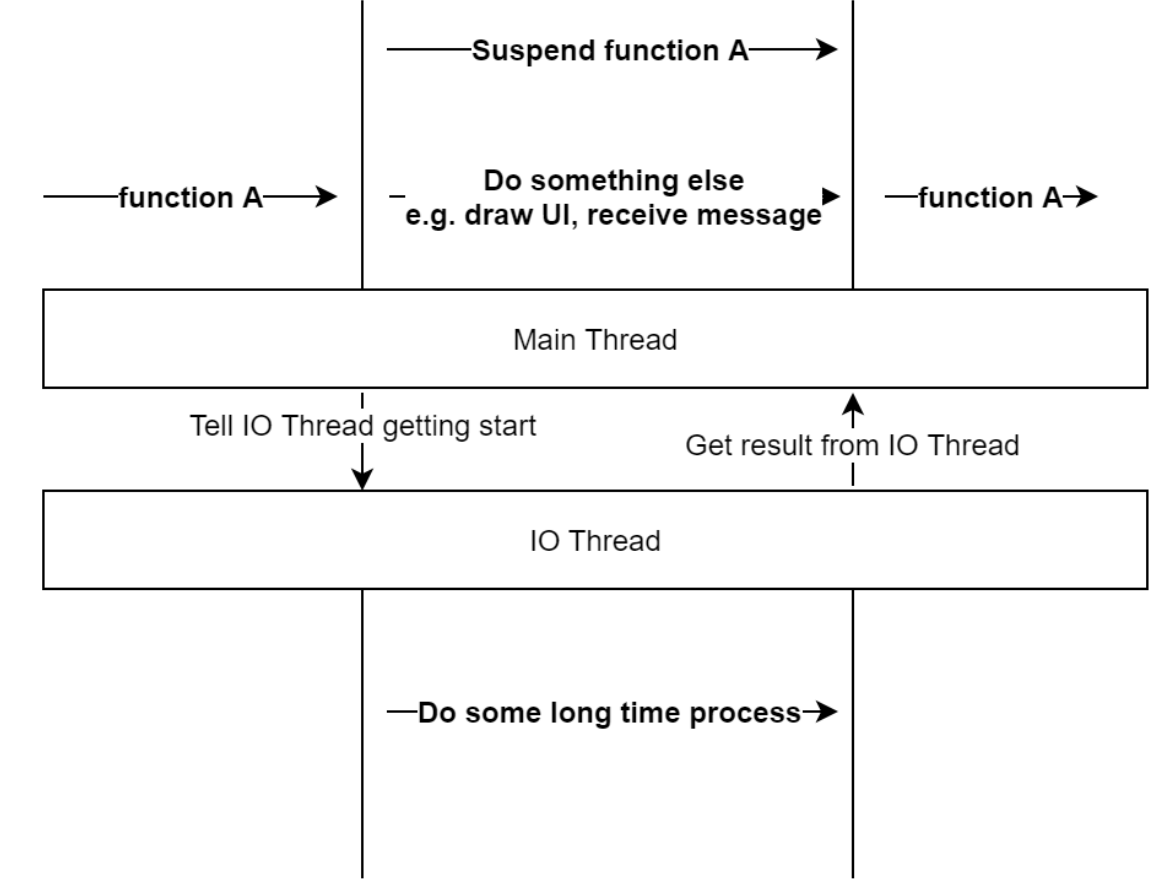 Suspend function A
function A
Do something else
e.g. draw UI, receive message
function A
Main Thread
Tell IO Thread getting start
Get result from IO Thread
IO Thread
Do some long time process